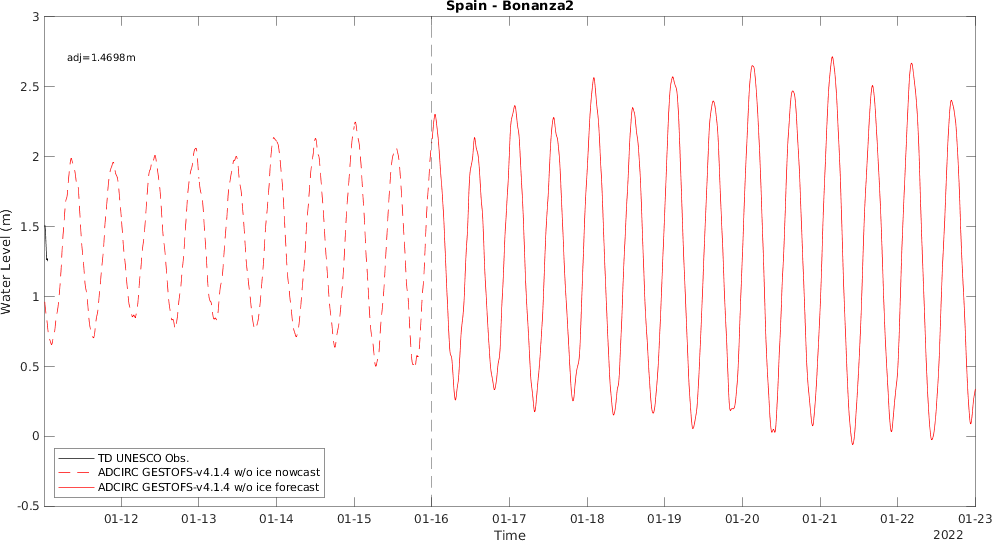 Spain - Bonanza2
adj=1.4698m
Water Level (m)
3
2.5
2
1.5
1
0.5
0
-0.5
TD UNESCO Obs.
ADCIRC GESTOFS-v4.1.4 w/o ice nowcast
ADCIRC GESTOFS-v4.1.4 w/o ice forecast
01-12 01-13 01-14 01-15 01-16 01-17 01-18 01-19 01-20 01-21 01-22 01-23
Time
2022